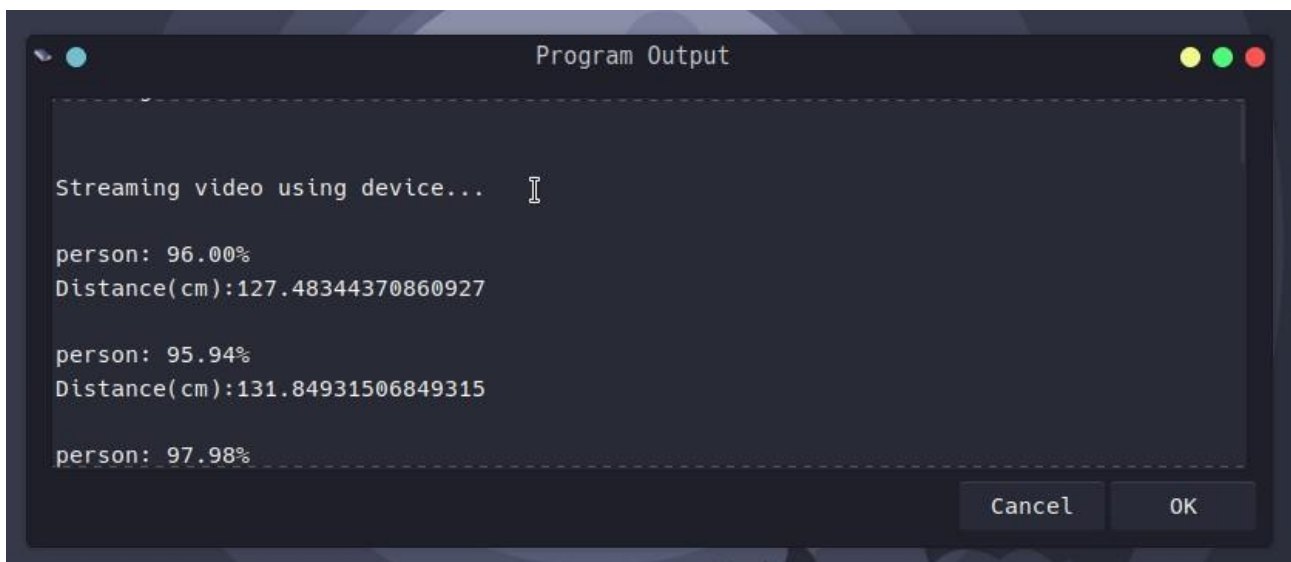 Program Output
Streaming video using device...
person: 96.00%
Distance(cm):127.48344370860927
person: 95.94%
Distance(cm):131.84931506849315
person: 97.98%
Cancel OK